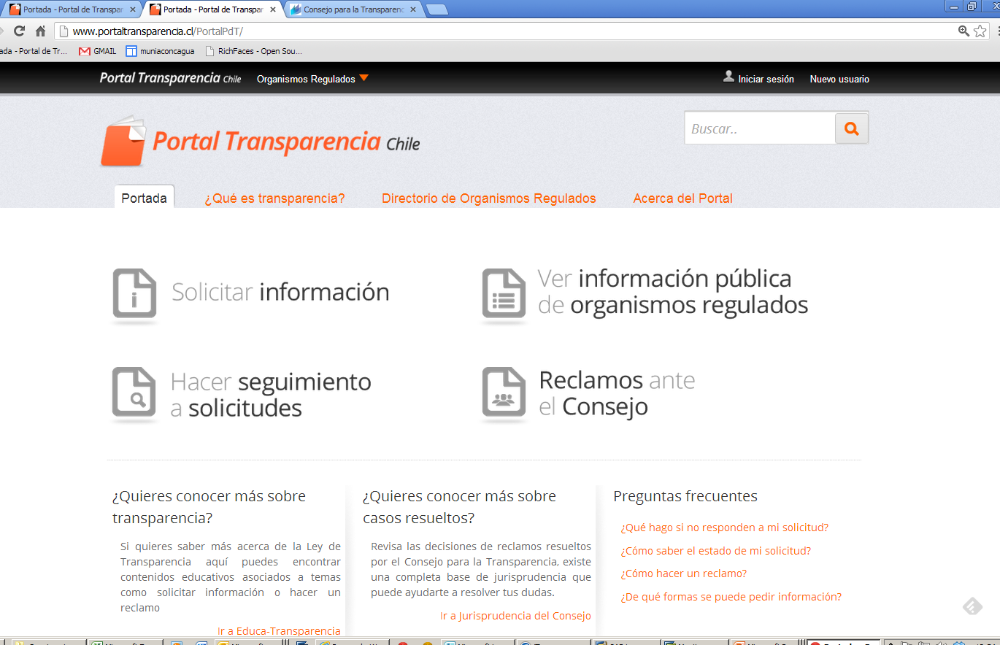 Portada - Portal de Transpar
Portada - Portal de Transpar
Consejo para la Transparenc
www.portaltransparencia.cl/PortalPdT/
ada - Portal de Tr...
GMAIL
muniaconcagua
RichFaces - Open Sou...
Portal Transparencia Chile
Organismos Regulados
Iniciar sesión
Nuevo usuario
Portal Transparencia Chile
Buscar..
Portada
¿Qué es transparencia?
Directorio de Organismos Regulados
Acerca del Portal
Solicitar información
Ver información pública
de organismos regulados
Hacer seguimiento
a solicitudes
Reclamos ante
el Consejo
¿Quieres conocer más sobre
transparencia?
Si quieres saber más acerca de la Ley de
Transparencia aquí puedes encontrar
contenidos educativos asociados a temas
como solicitar información o hacer un
reclamo
Ir a Educa-Transparencia
¿Quieres conocer más sobre
casos resueltos?
Revisa las decisiones de reclamos resueltos
por el Consejo para la Transparencia, existe
una completa base de jurisprudencia que
puede ayudarte a resolver tus dudas.
Ir a Jurisprudencia del Consejo
Preguntas frecuentes
¿Qué hago si no responden a mi solicitud?
¿Cómo saber el estado de mi solicitud?
¿Cómo hacer un reclamo?
¿De qué formas se puede pedir información?